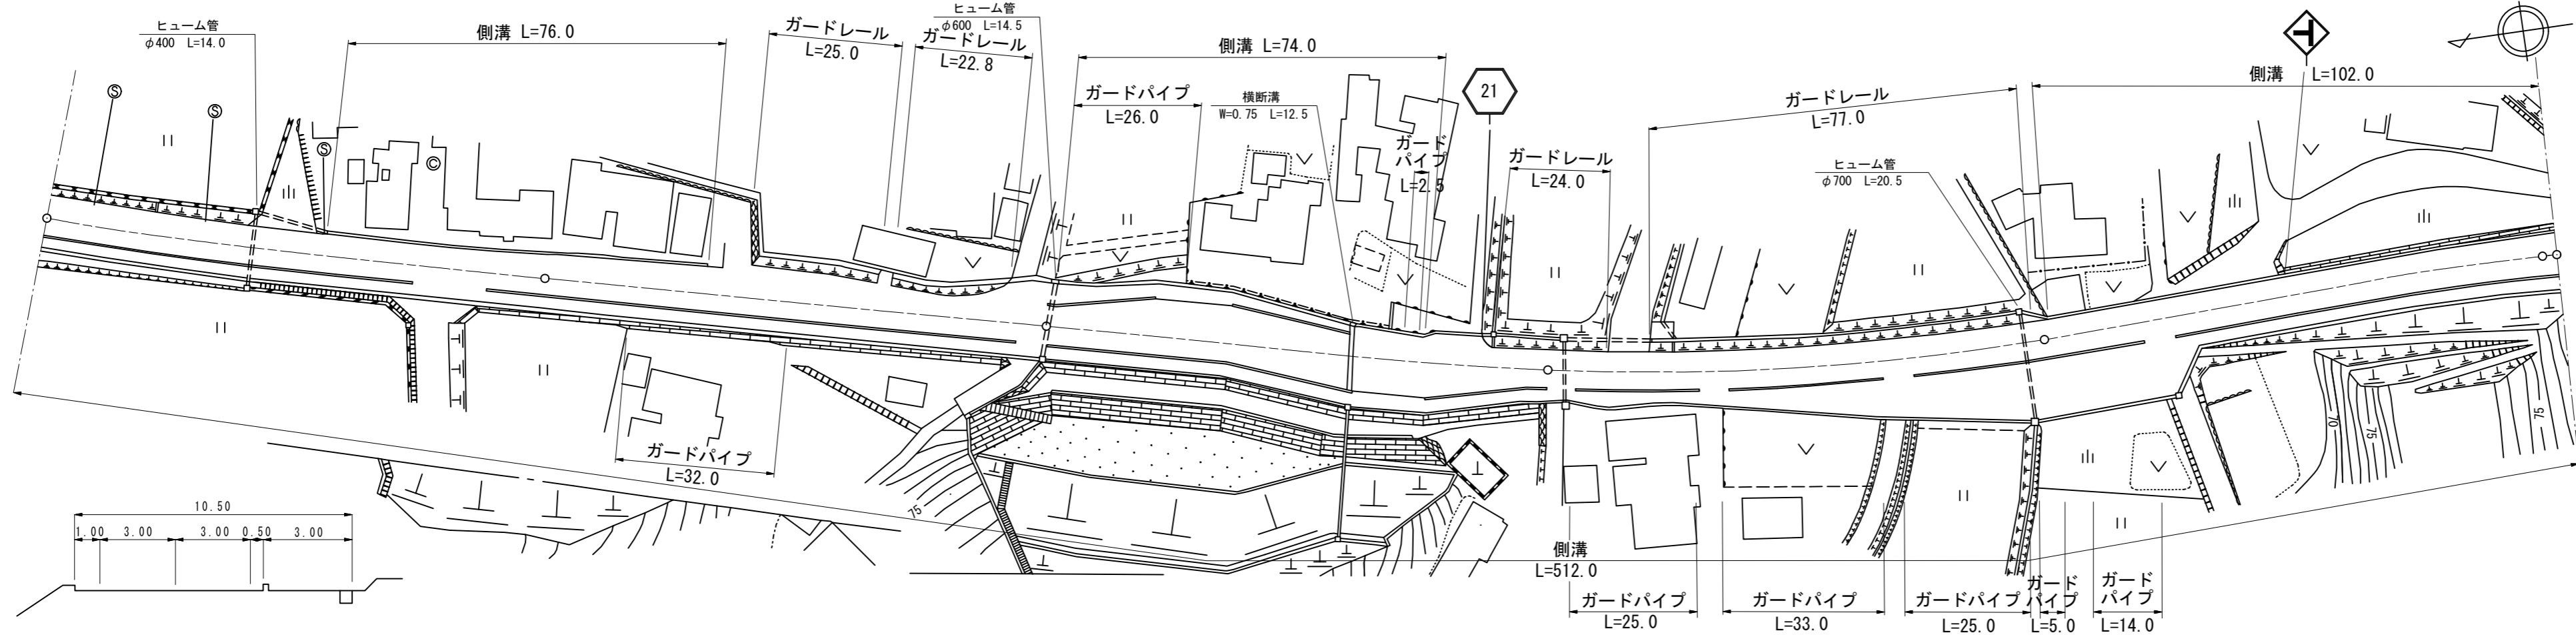 ヒューム管
φ400 L=14.0
側溝 L=76.0
ガードレール
L=25.0
ヒューム管
φ600 L=14.5
ガードレール
L=22.8
側溝 L=74.0
ガードパイプ
L=26.0
横断溝
W=0.75 L=12.5
ガード
パイプ
L=2.5
21
ガードレール
L=24.0
ガードレール
L=77.0
ヒューム管
φ700 L=20.5
側溝 L=102.0
S
S
S
C
ガードパイプ
L=32.0
75
70
75
75
側溝
L=512.0
ガードパイプ
L=25.0
ガードパイプ
L=33.0
ガードパイプ
L=25.0
ガード
パイプ
L=5.0
ガード
パイプ
L=14.0
10.50
1.00 3.00 3.00 0.50 3.00